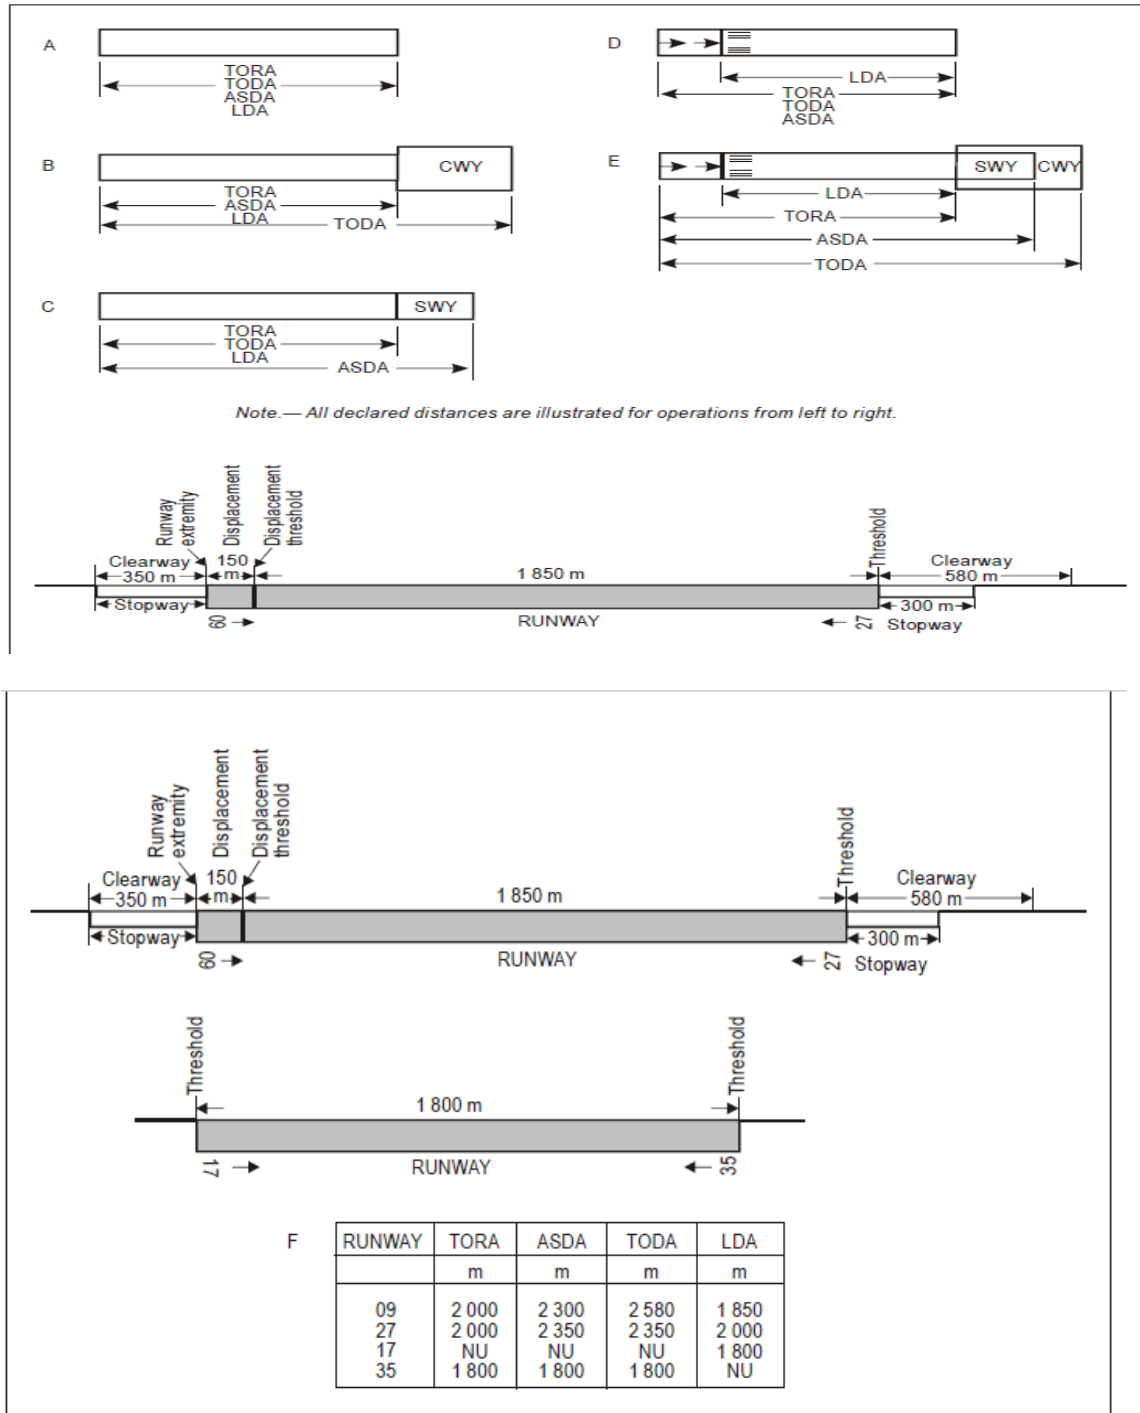 A
TORA
TODA
ASDA
LDA
B
CWY
TORA
ASDA
LDA
TODA
C
SWY
TORA
TODA
LDA
ASDA
D
LDA
TORA
TODA
ASDA
E
SWY
CWY
LDA
TORA
ASDA
TODA
Note.— All declared distances are illustrated for operations from left to right.
Runway
extremity
Displacement
Displacement
threshold
Threshold
Clearway
350 m
150
m
1 850 m
Clearway
580 m
Stopway
300 m
Stopway
09
RUNWAY
27
Runway
extremity
Displacement
Displacement
threshold
Threshold
Clearway
350 m
150
m
1 850 m
Clearway
580 m
Stopway
300 m
Stopway
09
RUNWAY
27
Threshold
Threshold
1 800 m
17
RUNWAY
35
F
RUNWAY TORA ASDA TODA LDA
m m m m
09 2 000 2 300 2 580 1 850
27 2 000 2 350 2 350 2 000
17 NU NU NU 1 800
35 1 800 1 800 1 800 NU